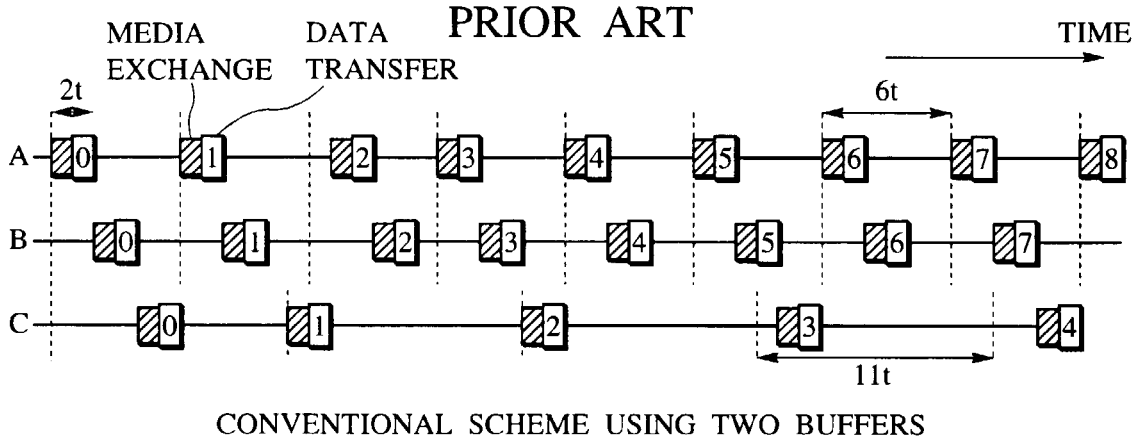 PRIOR ART
MEDIA EXCHANGE
DATA TRANSFER
TIME
2t
6t
A 0 1 2 3 4 5 6 7 8
B 0 1 2 3 4 5 6 7
C 0 1 2 3 4
11t
CONVENTIONAL SCHEME USING TWO BUFFERS